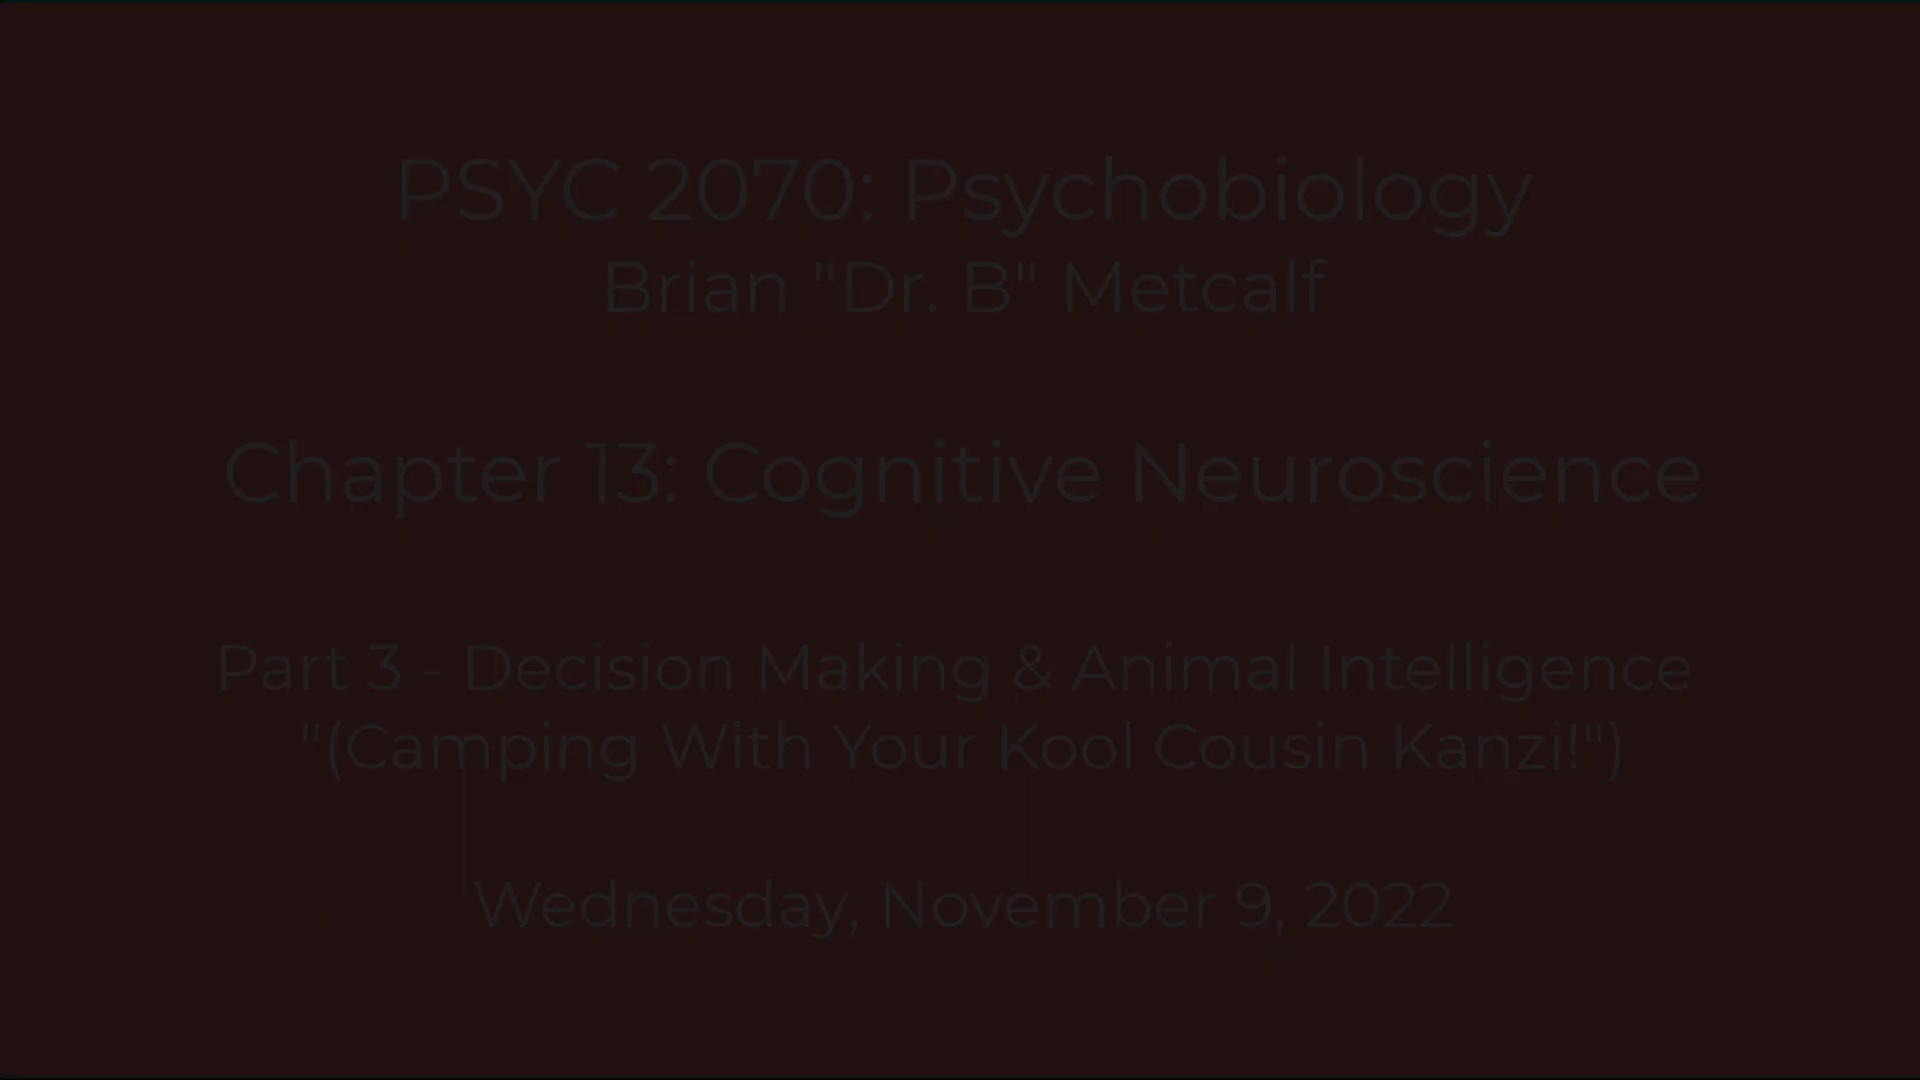 PSYC 2070: Psychobiology
Brian "Dr. B" Metcalf
Chapter 13: Cognitive Neuroscience
Part 3 - Decision Making & Animal Intelligence
"(Camping With Your Kool Cousin Kanzi!")
Wednesday, November 9, 2022